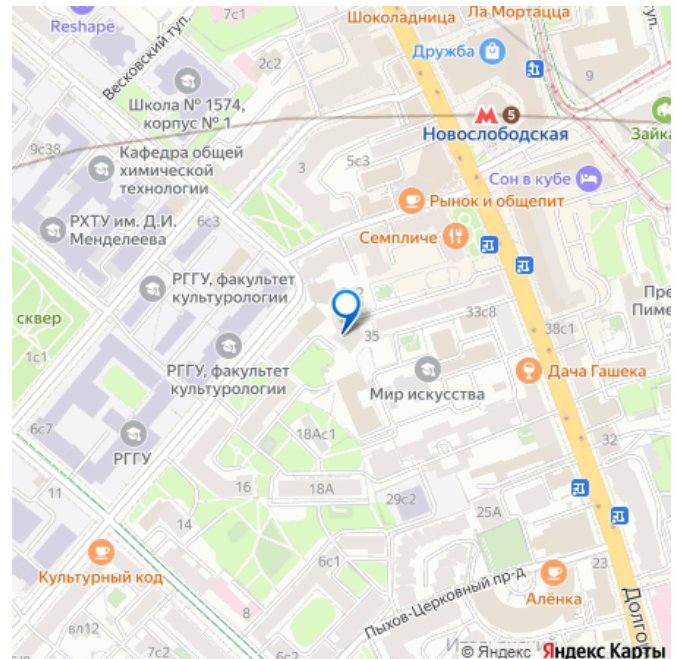 7с1
Шоколадница
Ла Мортацца
Reshape
Весковский туп.
2с2
Дружба
9
Школа № 1574,
корпус № 1
М 5
Новослободская
Зайка
9с38
Кафедра общей
химической
технологии
3
5с3
Сон в кубе
Рынок и общепит
РХТУ им. Д.И.
Менделеева
6с3
Семпличе
РГГУ, факультет
культурологии
Пре
Пиме
сквер
33с8
38с1
35
1с1
РГГУ, факультет
культурологии
Дача Гашека
Мир искусства
6с7
РГГУ
18Ас1
32
11
16
18А
29с2
25А
14
Культурный код
6с1
23
Пыхов-Церковный пр-д
Алёнка
8
Долго
вл12
7с2
© Яндекс Яндекс Карты